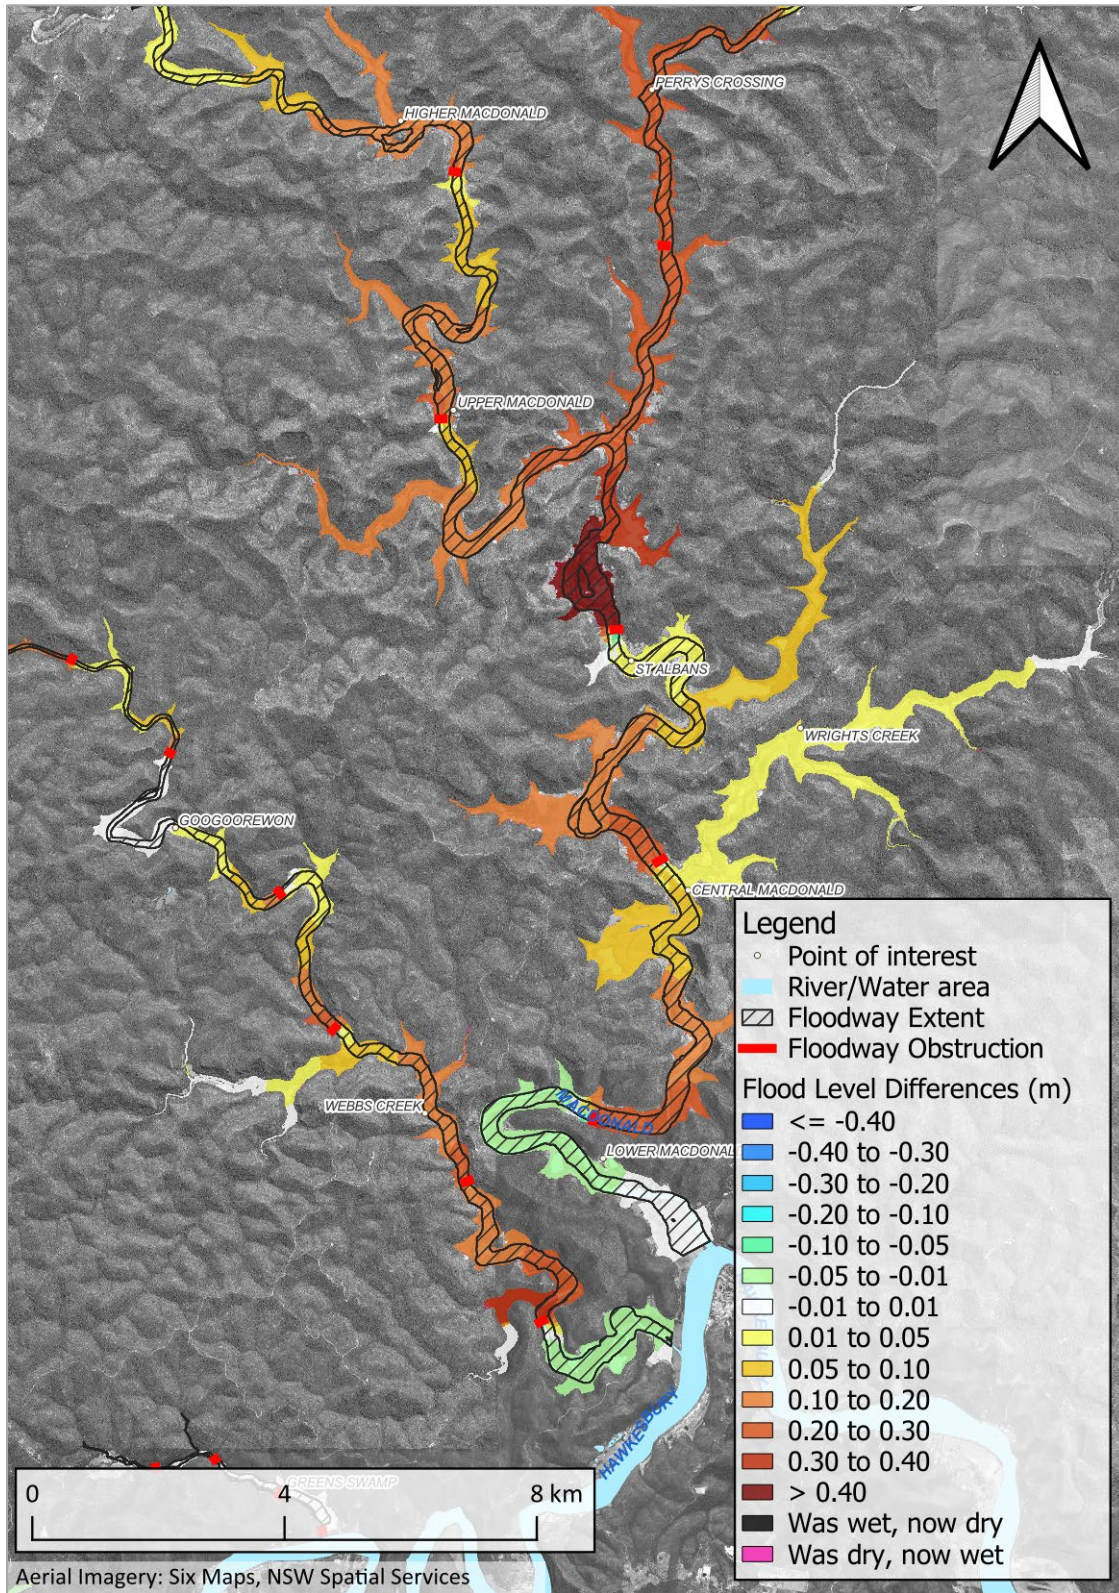 PERRYS CROSSING
HIGHER MACDONALD
UPPER MACDONALD
ST ALBANS
WRIGHTS CREEK
GOOGOOREWON
CENTRAL MACDONALD
WEBBS CREEK
MACDONALD
LOWER MACDONAL
HAWKESBURY
GREENS SWAMP
Legend
Point of interest
River/Water area
Floodway Extent
Floodway Obstruction
Flood Level Differences (m)
<= -0.40
-0.40 to -0.30
-0.30 to -0.20
-0.20 to -0.10
-0.10 to -0.05
-0.05 to -0.01
-0.01 to 0.01
0.01 to 0.05
0.05 to 0.10
0.10 to 0.20
0.20 to 0.30
0.30 to 0.40
> 0.40
Was wet, now dry
Was dry, now wet
0 4 8 km
Aerial Imagery: Six Maps, NSW Spatial Services